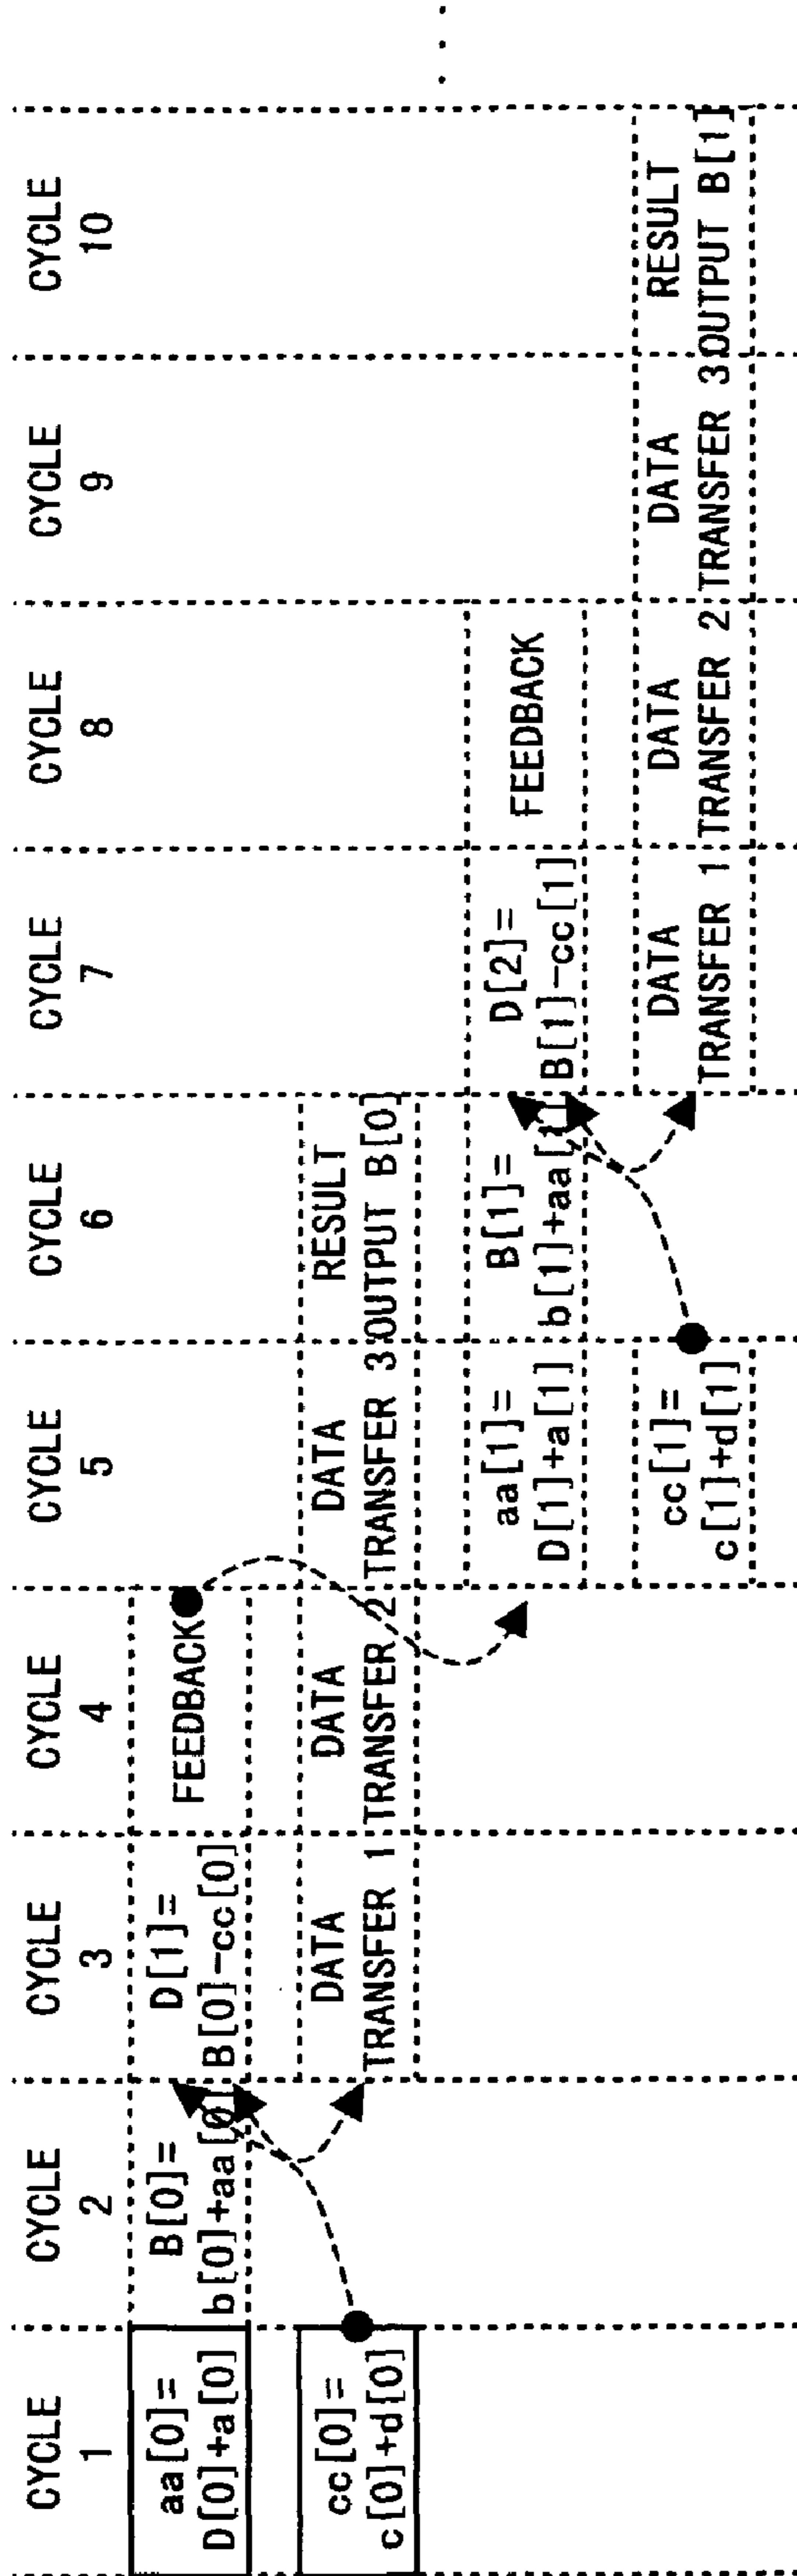 CYCLE
1
CYCLE
2
CYCLE
3
CYCLE
4
CYCLE
5
CYCLE
6
CYCLE
7
CYCLE
8
CYCLE
9
CYCLE
10
aa[0]=
D[0]+a[0]
B[0]=
b[0]+aa[0]
D[1]=
B[0]-cc[0]
FEEDBACK
cc[0]=
c[0]+d[0]
DATA
TRANSFER 1
DATA
TRANSFER 2
DATA
TRANSFER 3
RESULT
OUTPUT B[0]
aa[1]=
D[1]+a[1]
B[1]=
b[1]+aa[1]
D[2]=
B[1]-cc[1]
FEEDBACK
cc[1]=
c[1]+d[1]
DATA
TRANSFER 1
DATA
TRANSFER 2
DATA
TRANSFER 3
RESULT
OUTPUT B[1]
. . .